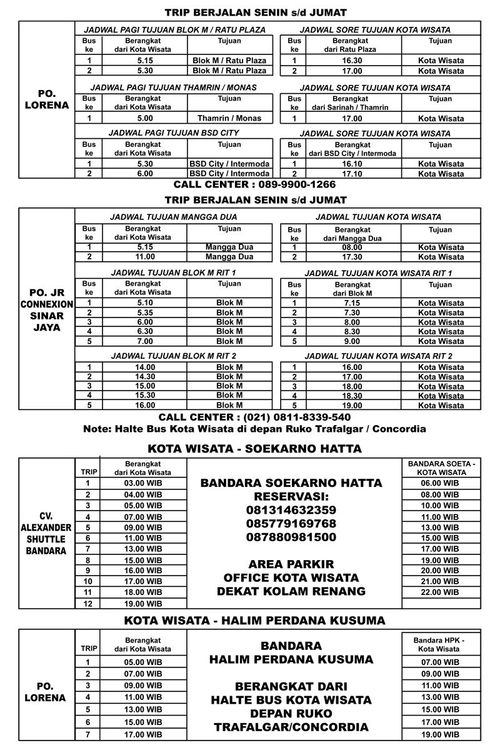 TRIP BERJALAN SENIN s/d JUMAT
PO. LORENA
JADWAL PAGI TUJUAN BLOK M / RATU PLAZA
Bus ke Berangkat dari Kota Wisata Tujuan
1 5.15 Blok M / Ratu Plaza
2 5.30 Blok M / Ratu Plaza
JADWAL SORE TUJUAN KOTA WISATA
Bus ke Berangkat dari Ratu Plaza Tujuan
1 16.30 Kota Wisata
2 17.00 Kota Wisata
JADWAL PAGI TUJUAN THAMRIN / MONAS
Bus ke Berangkat dari Kota Wisata Tujuan
1 5.00 Thamrin / Monas
JADWAL SORE TUJUAN KOTA WISATA
Bus ke Berangkat dari Sarinah / Thamrin Tujuan
1 17.00 Kota Wisata
JADWAL PAGI TUJUAN BSD CITY
Bus ke Berangkat dari Kota Wisata Tujuan
1 5.30 BSD City / Intermoda
2 6.00 BSD City / Intermoda
JADWAL SORE TUJUAN KOTA WISATA
Bus ke Berangkat dari BSD City / Intermoda Tujuan
1 16.10 Kota Wisata
2 17.10 Kota Wisata
CALL CENTER : 089-9900-1266
TRIP BERJALAN SENIN s/d JUMAT
PO. JR CONNEXION SINAR JAYA
JADWAL TUJUAN MANGGA DUA
Bus ke Berangkat dari Kota Wisata Tujuan
1 5.15 Mangga Dua
2 11.00 Mangga Dua
JADWAL TUJUAN KOTA WISATA
Bus ke Berangkat dari Mangga Dua Tujuan
1 08.00 Kota Wisata
2 17.30 Kota Wisata
JADWAL TUJUAN BLOK M RIT 1
Bus ke Berangkat dari Kota Wisata Tujuan
1 5.10 Blok M
2 5.35 Blok M
3 6.00 Blok M
4 6.30 Blok M
5 7.00 Blok M
JADWAL TUJUAN KOTA WISATA RIT 1
Bus ke Berangkat dari Blok M Tujuan
1 7.15 Kota Wisata
2 7.30 Kota Wisata
3 8.00 Kota Wisata
4 8.30 Kota Wisata
5 9.00 Kota Wisata
JADWAL TUJUAN BLOK M RIT 2
1 14.00 Blok M
2 14.30 Blok M
3 15.00 Blok M
4 15.30 Blok M
5 16.00 Blok M
JADWAL TUJUAN KOTA WISATA RIT 2
1 16.00 Kota Wisata
2 17.00 Kota Wisata
3 18.00 Kota Wisata
4 18.30 Kota Wisata
5 19.00 Kota Wisata
CALL CENTER : (021) 0811-8339-540
Note: Halte Bus Kota Wisata di depan Ruko Trafalgar / Concordia
KOTA WISATA - SOEKARNO HATTA
CV. ALEXANDER SHUTTLE BANDARA
TRIP Berangkat dari Kota Wisata
1 03.00 WIB
2 04.00 WIB
3 05.00 WIB
4 07.00 WIB
5 09.00 WIB
6 11.00 WIB
7 13.00 WIB
8 15.00 WIB
9 16.00 WIB
10 17.00 WIB
11 18.00 WIB
12 19.00 WIB
BANDARA SOEKARNO HATTA
RESERVASI:
081314632359
085779169768
087880981500
AREA PARKIR
OFFICE KOTA WISATA
DEKAT KOLAM RENANG
BANDARA SOETA - KOTA WISATA
06.00 WIB
08.00 WIB
10.00 WIB
11.00 WIB
13.00 WIB
15.00 WIB
17.00 WIB
19.00 WIB
20.00 WIB
21.00 WIB
22.00 WIB
KOTA WISATA - HALIM PERDANA KUSUMA
PO. LORENA
TRIP Berangkat dari Kota Wisata
1 05.00 WIB
2 07.00 WIB
3 09.00 WIB
4 11.00 WIB
5 13.00 WIB
6 15.00 WIB
7 17.00 WIB
BANDARA
HALIM PERDANA KUSUMA
BERANGKAT DARI
HALTE BUS KOTA WISATA
DEPAN RUKO
TRAFALGAR/CONCORDIA
Bandara HPK - Kota Wisata
07.00 WIB
09.00 WIB
11.00 WIB
13.00 WIB
15.00 WIB
17.00 WIB
19.00 WIB